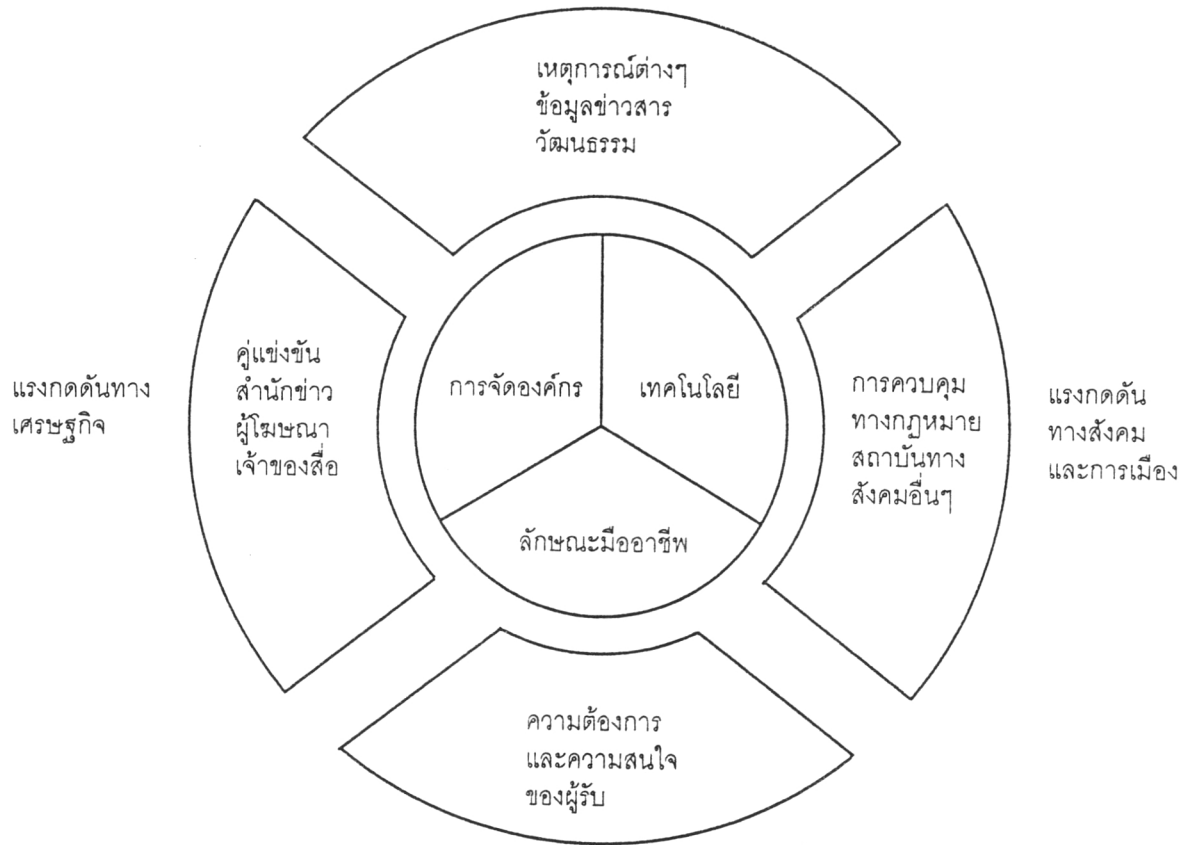 เหตุการณ์ต่างๆ
ข้อมูลข่าวสาร
วัฒนธรรม
แรงกดดันทาง
เศรษฐกิจ
คู่แข่งขัน
สำนักข่าว
ผู้โฆษณา
เจ้าของสื่อ
การจัดองค์กร
เทคโนโลยี
ลักษณะมืออาชีพ
การควบคุม
ทางกฎหมาย
สถาบันทาง
สังคมอื่นๆ
แรงกดดัน
ทางสังคม
และการเมือง
ความต้องการ
และความสนใจ
ของผู้รับ